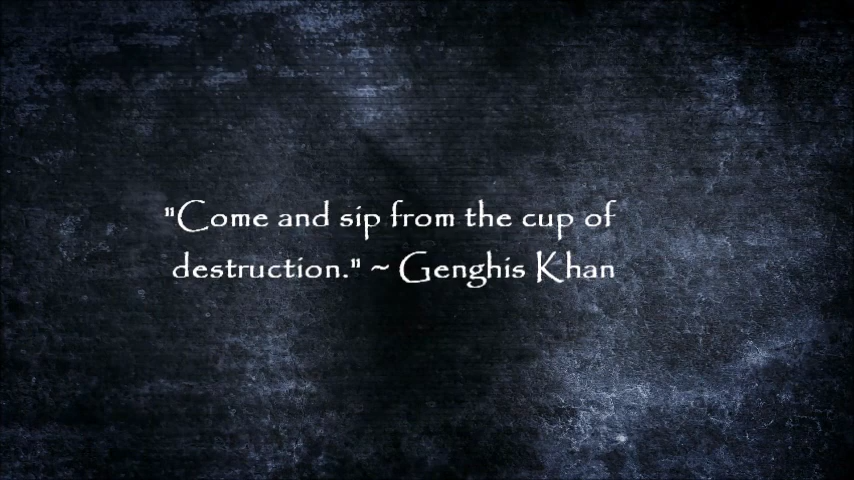 "Come and sip from the cup of
destruction." ~ Genghis Khan